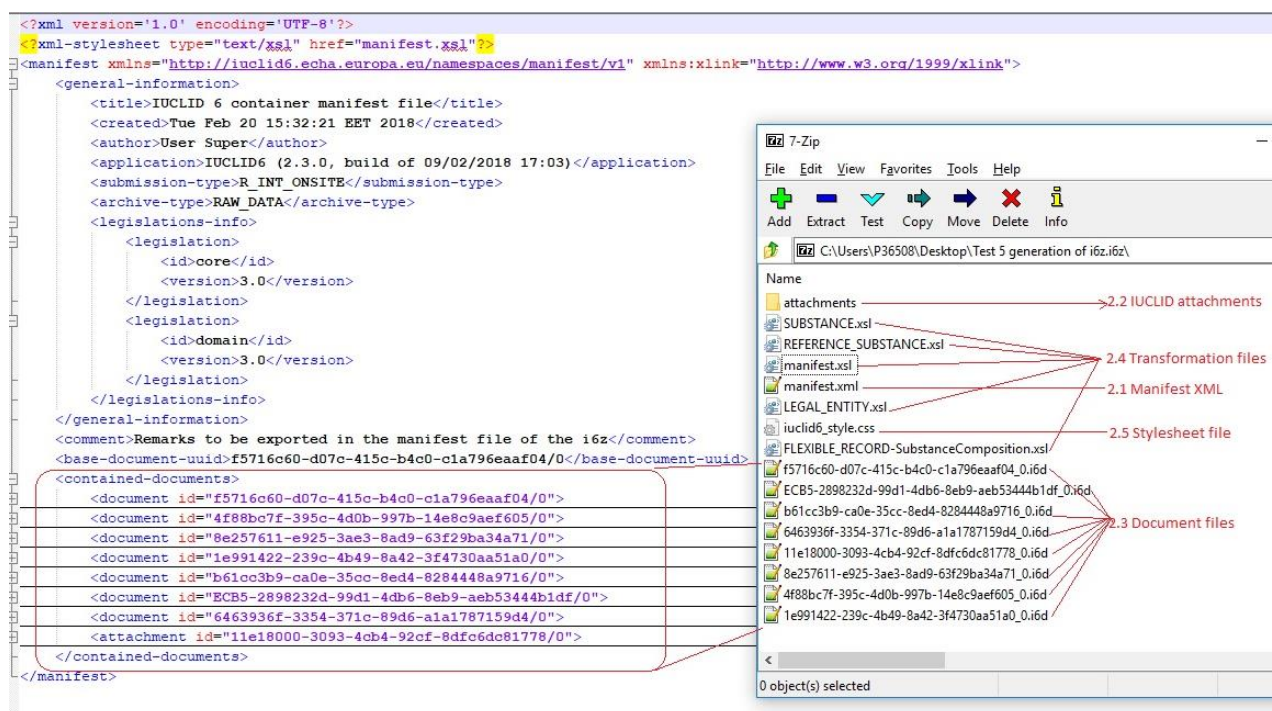 <?xml version='1.0' encoding='UTF-8'?>
<?xml-stylesheet type="text/xsl" href="manifest.xsl"?>
<manifest xmlns="http://iuclid6.echa.europa.eu/namespaces/manifest/v1" xmlns:xlink="http://www.w3.org/1999/xlink">
<general-information>
<title>IUCLID 6 container manifest file</title>
<created>Tue Feb 20 15:32:21 EET 2018</created>
<author>User Super</author>
<application>IUCLID6 (2.3.0, build of 09/02/2018 17:03)</application>
<submission-type>R_INT_ONSITE</submission-type>
<archive-type>RAW_DATA</archive-type>
<legislations-info>
<legislation>
<id>core</id>
<version>3.0</version>
</legislation>
<legislation>
<id>domain</id>
<version>3.0</version>
</legislation>
</legislations-info>
</general-information>
<comment>Remarks to be exported in the manifest file of the i6z</comment>
<base-document-uuid>f5716c60-d07c-415c-b4c0-c1a796eaaf04/0</base-document-uuid>
<contained-documents>
<document id="f5716c60-d07c-415c-b4c0-c1a796eaaf04/0">
<document id="4f88bc7f-395c-4d0b-997b-14e8c9aef605/0">
<document id="8e257611-e925-3ae3-8ad9-63f29ba34a71/0">
<document id="1e991422-239c-4b49-8a42-3f4730aa51a0/0">
<document id="b61cc3b9-ca0e-35cc-8ed4-8284448a9716/0">
<document id="ECB5-2898232d-99d1-4db6-8eb9-aeb53444b1df/0">
<document id="6463936f-3354-371c-89d6-a1a1787159d4/0">
<attachment id="11e18000-3093-4cb4-92cf-8dfc6dc81778/0">
</contained-documents>
</manifest>
7z 7-Zip
File Edit View Favorites Tools Help
Add Extract Test Copy Move Delete Info
7z C:\Users\P36508\Desktop\Test 5 generation of i6z.i6z\
Name
attachments 2.2 IUCLID attachments
SUBSTANCE.xsl
REFERENCE_SUBSTANCE.xsl
manifest.xsl 2.4 Transformation files
manifest.xml 2.1 Manifest XML
LEGAL_ENTITY.xsl
iuclid6_style.css 2.5 Stylesheet file
FLEXIBLE_RECORD-SubstanceComposition.xsl
f5716c60-d07c-415c-b4c0-c1a796eaaf04_0.i6d
ECB5-2898232d-99d1-4db6-8eb9-aeb53444b1df_0.i6d
b61cc3b9-ca0e-35cc-8ed4-8284448a9716_0.i6d
2.3 Document files
6463936f-3354-371c-89d6-a1a1787159d4_0.i6d
11e18000-3093-4cb4-92cf-8dfc6dc81778_0.i6d
8e257611-e925-3ae3-8ad9-63f29ba34a71_0.i6d
4f88bc7f-395c-4d0b-997b-14e8c9aef605_0.i6d
1e991422-239c-4b49-8a42-3f4730aa51a0_0.i6d
0 object(s) selected